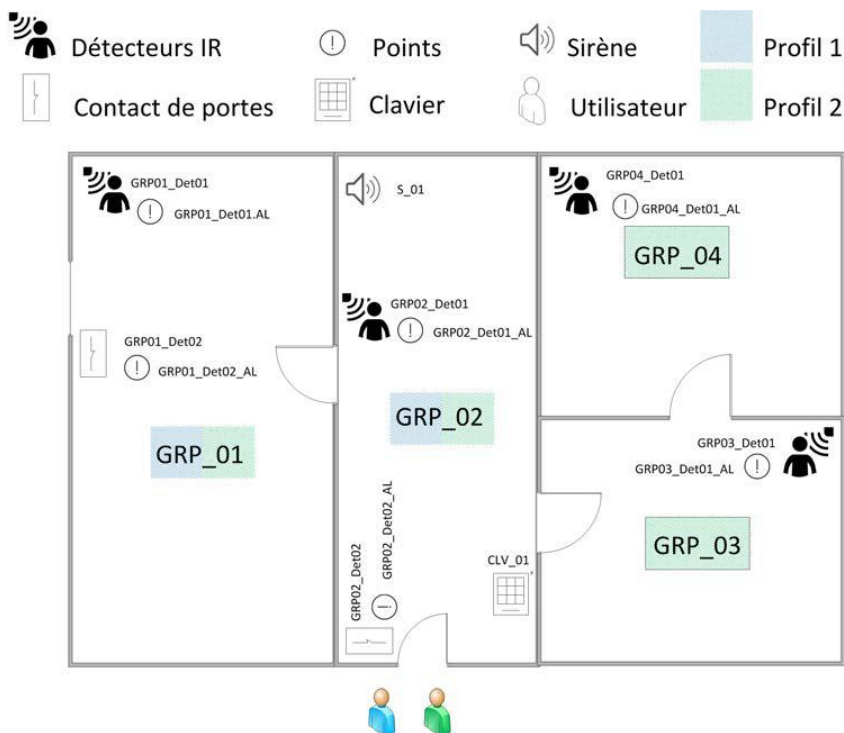 Détecteurs IR
Points
Sirène
Profil 1
Contact de portes
Clavier
Utilisateur
Profil 2
GRP01_Det01
GRP01_Det01.AL
S_01
GRP04_Det01
GRP04_Det01_AL
GRP_04
GRP02_Det01
GRP02_Det01_AL
GRP01_Det02
GRP01_Det02_AL
GRP_02
GRP_01
GRP03_Det01
GRP03_Det01_AL
GRP02_Det02
GRP02_Det02_AL
CLV_01
GRP_03